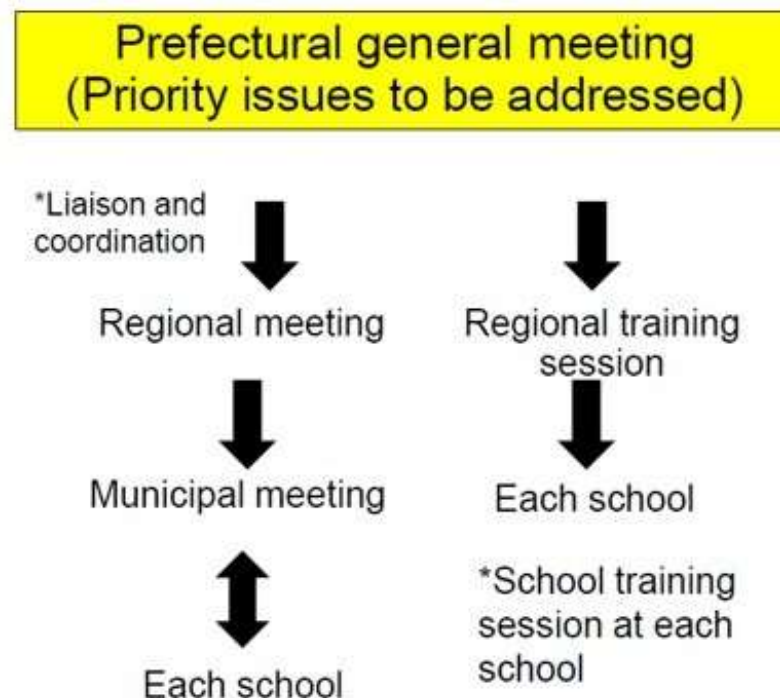 Prefectural general meeting
(Priority issues to be addressed)
*Liaison and
coordination
Regional meeting
Regional training
session
Municipal meeting
Each school
Each school
*School training
session at each
school